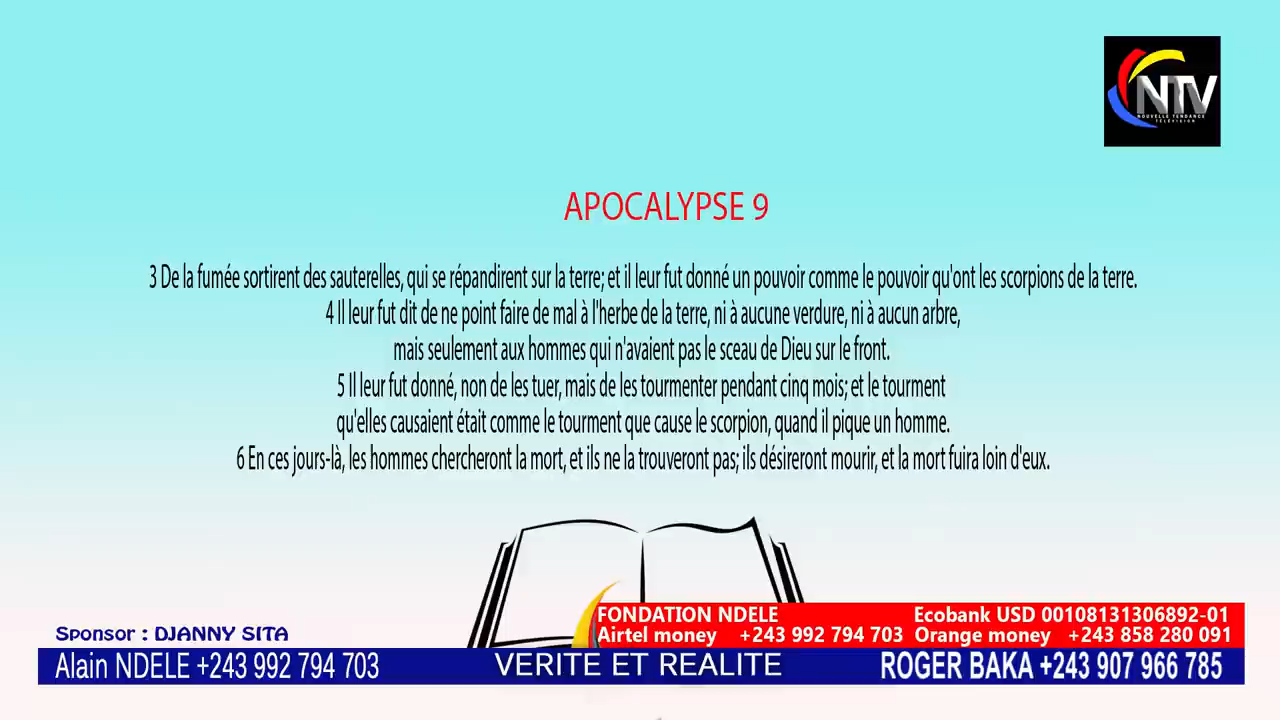 NTV
NOUVELLE TENDANCE
TÉLÉVISION
APOCALYPSE 9
3 De la fumée sortirent des sauterelles, qui se répandirent sur la terre; et il leur fut donné un pouvoir comme le pouvoir qu'ont les scorpions de la terre.
4 Il leur fut dit de ne point faire de mal à l'herbe de la terre, ni à aucune verdure, ni à aucun arbre,
mais seulement aux hommes qui n'avaient pas le sceau de Dieu sur le front.
5 Il leur fut donné, non de les tuer, mais de les tourmenter pendant cinq mois; et le tourment
qu'elles causaient était comme le tourment que cause le scorpion, quand il pique un homme.
6 En ces jours-là, les hommes chercheront la mort, et ils ne la trouveront pas; ils désireront mourir, et la mort fuira loin d'eux.
FONDATION NDELE Ecobank USD 00108131306892-01
Airtel money +243 992 794 703 Orange money +243 858 280 091
Sponsor : DJANNY SITA
Alain NDELE +243 992 794 703 VERITE ET REALITE ROGER BAKA +243 907 966 785